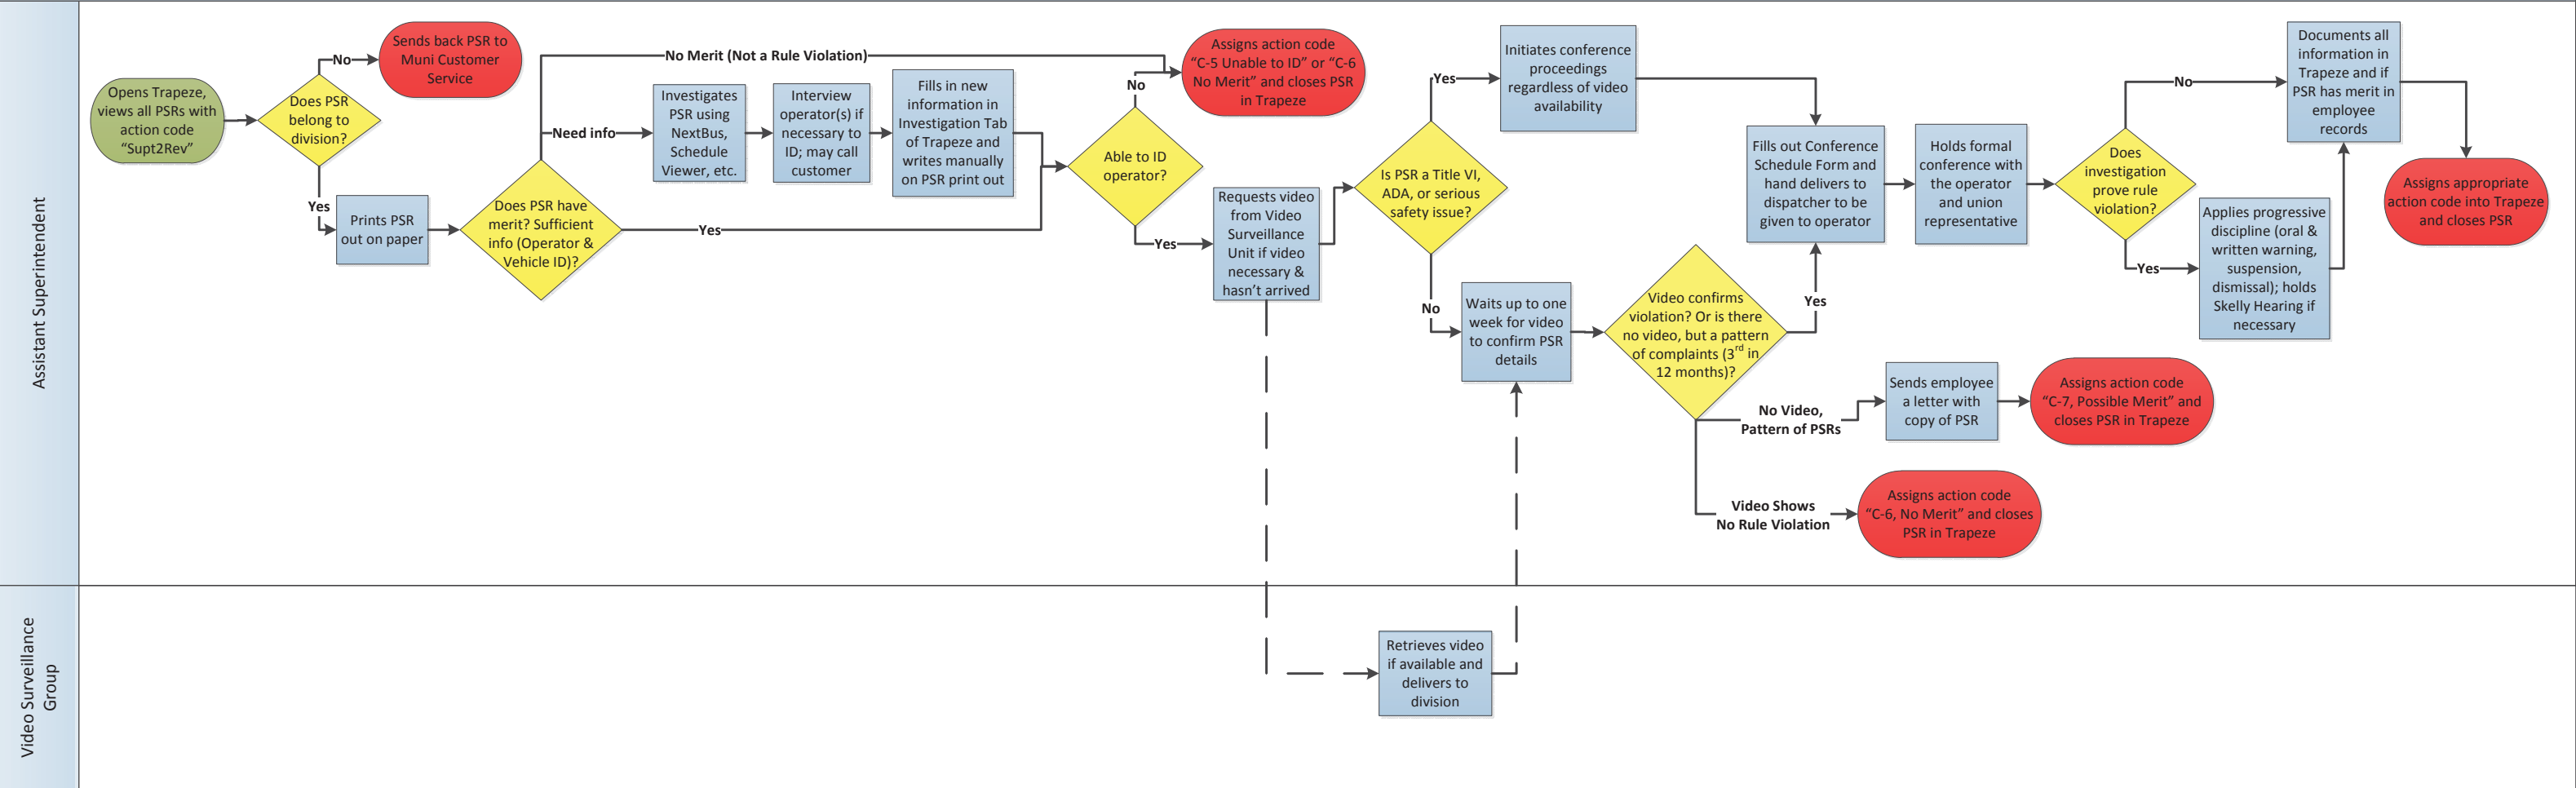 Assistant Superintendent
Opens Trapeze,
views all PSRs with
action code
“Supt2Rev”
Does PSR
belong to
division?
No
Sends back PSR to
Muni Customer
Service
Yes
Prints PSR
out on paper
Does PSR have
merit? Sufficient
info (Operator &
Vehicle ID)?
No Merit (Not a Rule Violation)
Need info
Investigates
PSR using
NextBus,
Schedule
Viewer, etc.
Interview
operator(s) if
necessary to
ID; may call
customer
Fills in new
information in
Investigation Tab
of Trapeze and
writes manually
on PSR print out
Yes
Able to ID
operator?
No
Assigns action code
“C-5 Unable to ID” or “C-6
No Merit” and closes PSR
in Trapeze
Yes
Requests video
from Video
Surveillance
Unit if video
necessary &
hasn’t arrived
Is PSR a Title VI,
ADA, or serious
safety issue?
Yes
Initiates conference
proceedings
regardless of video
availability
No
Waits up to one
week for video
to confirm PSR
details
Video confirms
violation? Or is there
no video, but a pattern
of complaints (3rd in
12 months)?
Yes
Fills out Conference
Schedule Form and
hand delivers to
dispatcher to be
given to operator
Holds formal
conference with
the operator
and union
representative
Does
investigation
prove rule
violation?
No
Documents all
information in
Trapeze and if
PSR has merit in
employee
records
Yes
Applies progressive
discipline (oral &
written warning,
suspension,
dismissal); holds
Skelly Hearing if
necessary
Assigns appropriate
action code into Trapeze
and closes PSR
No Video,
Pattern of PSRs
Sends employee
a letter with
copy of PSR
Assigns action code
“C-7, Possible Merit” and
closes PSR in Trapeze
Video Shows
No Rule Violation
Assigns action code
“C-6, No Merit” and closes
PSR in Trapeze
Video Surveillance
Group
Retrieves video
if available and
delivers to
division